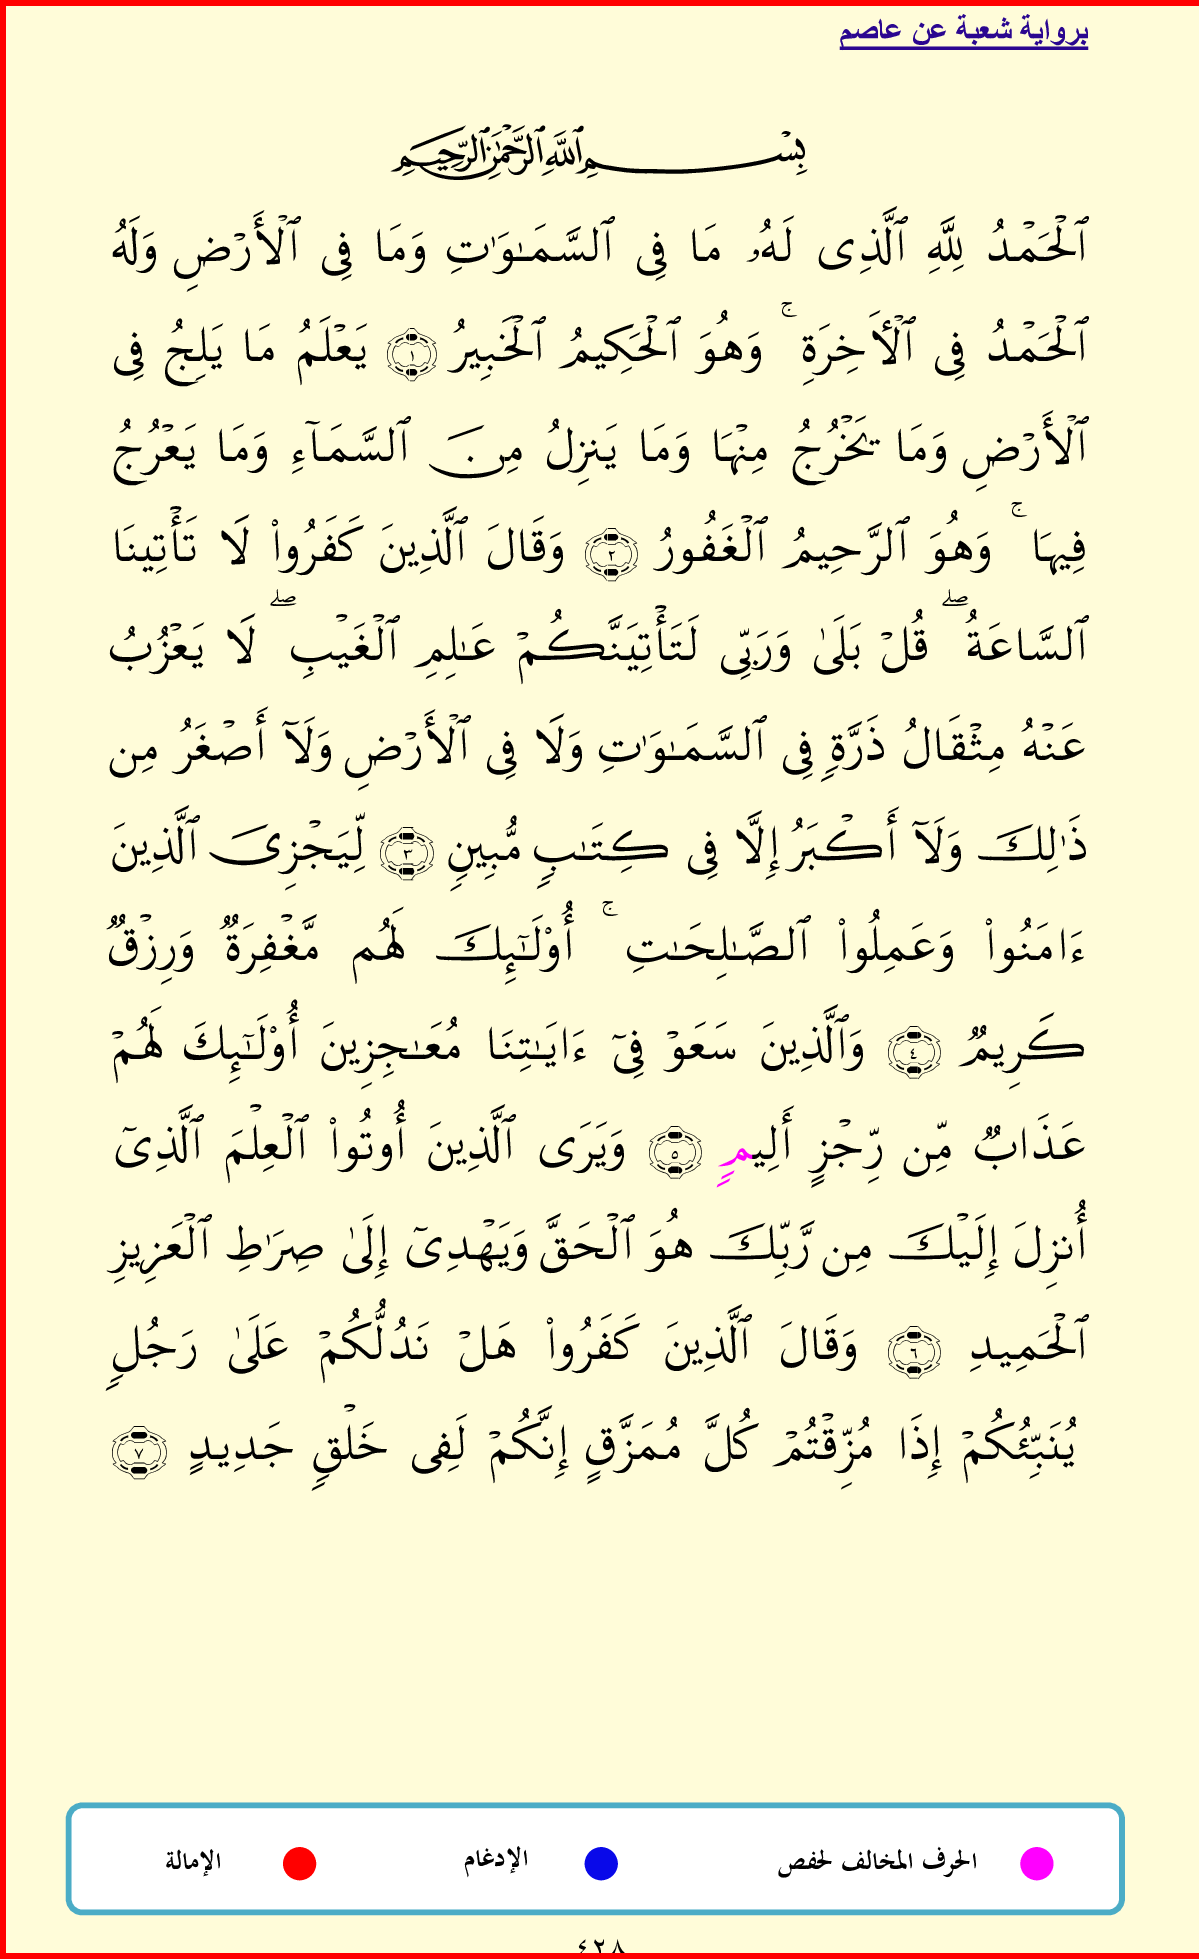 برواية شعبة عن عاصم
بِسْمِ ٱللَّهِ ٱلرَّحْمَٰنِ ٱلرَّحِيمِ
ٱلْحَمْدُ لِلَّهِ ٱلَّذِى لَهُۥ مَا فِى ٱلسَّمَـٰوَٰتِ وَمَا فِى ٱلْأَرْضِ وَلَهُ
ٱلْحَمْدُ فِى ٱلْأَخِرَةِ ۚ وَهُوَ ٱلْحَكِيمُ ٱلْخَبِيرُ ١ يَعْلَمُ مَا يَلِجُ فِى
ٱلْأَرْضِ وَمَا يَخْرُجُ مِنْهَا وَمَا يَنزِلُ مِنَ ٱلسَّمَآءِ وَمَا يَعْرُجُ
فِيهَا ۚ وَهُوَ ٱلرَّحِيمُ ٱلْغَفُورُ ٢ وَقَالَ ٱلَّذِينَ كَفَرُوا۟ لَا تَأْتِينَا
ٱلسَّاعَةُ ۖ قُلْ بَلَىٰ وَرَبِّى لَتَأْتِيَنَّكُمْ عَـٰلِمِ ٱلْغَيْبِ ۖ لَا يَعْزُبُ
عَنْهُ مِثْقَالُ ذَرَّةٍ فِى ٱلسَّمَـٰوَٰتِ وَلَا فِى ٱلْأَرْضِ وَلَآ أَصْغَرُ مِن
ذَٰلِكَ وَلَآ أَكْبَرُ إِلَّا فِى كِتَـٰبٍ مُّبِينٍ ٣ لِّيَجْزِىَ ٱلَّذِينَ
ءَامَنُوا۟ وَعَمِلُوا۟ ٱلصَّـٰلِحَـٰتِ ۚ أُو۟لَـٰٓئِكَ لَهُم مَّغْفِرَةٌ وَرِزْقٌ
كَرِيمٌ ٤ وَٱلَّذِينَ سَعَوْ فِىٓ ءَايَـٰتِنَا مُعَـٰجِزِينَ أُو۟لَـٰٓئِكَ لَهُمْ
عَذَابٌ مِّن رِّجْزٍ أَلِيمٍ ٥ وَيَرَى ٱلَّذِينَ أُوتُوا۟ ٱلْعِلْمَ ٱلَّذِىٓ
أُنزِلَ إِلَيْكَ مِن رَّبِّكَ هُوَ ٱلْحَقَّ وَيَهْدِىٓ إِلَىٰ صِرَٰطِ ٱلْعَزِيزِ
ٱلْحَمِيدِ ٦ وَقَالَ ٱلَّذِينَ كَفَرُوا۟ هَلْ نَدُلُّكُمْ عَلَىٰ رَجُلٍ
يُنَبِّئُكُمْ إِذَا مُزِّقْتُمْ كُلَّ مُمَزَّقٍ إِنَّكُمْ لَفِى خَلْقٍ جَدِيدٍ ٧
الحرف المخالف لحفص الإدغام الإمالة
٤٢٨